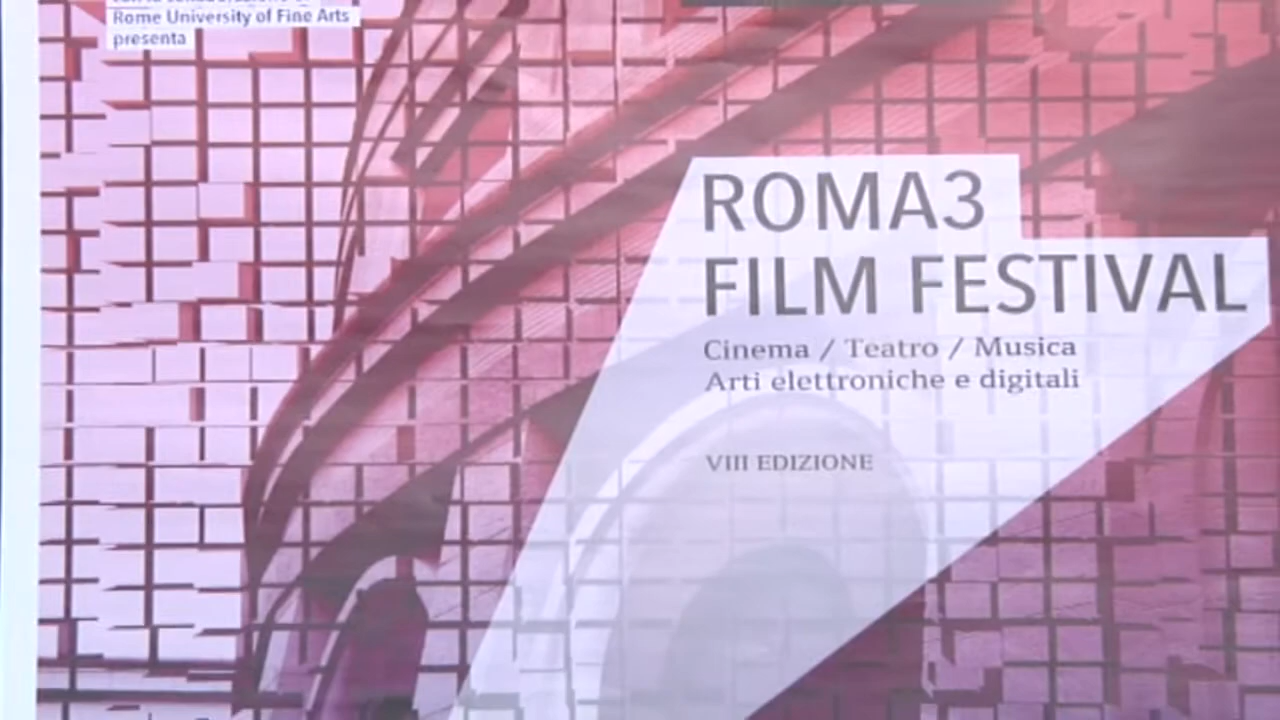 Rome University of Fine Arts
presenta
ROMA3
FILM FESTIVAL
Cinema / Teatro / Musica
Arti elettroniche e digitali
VIII EDIZIONE